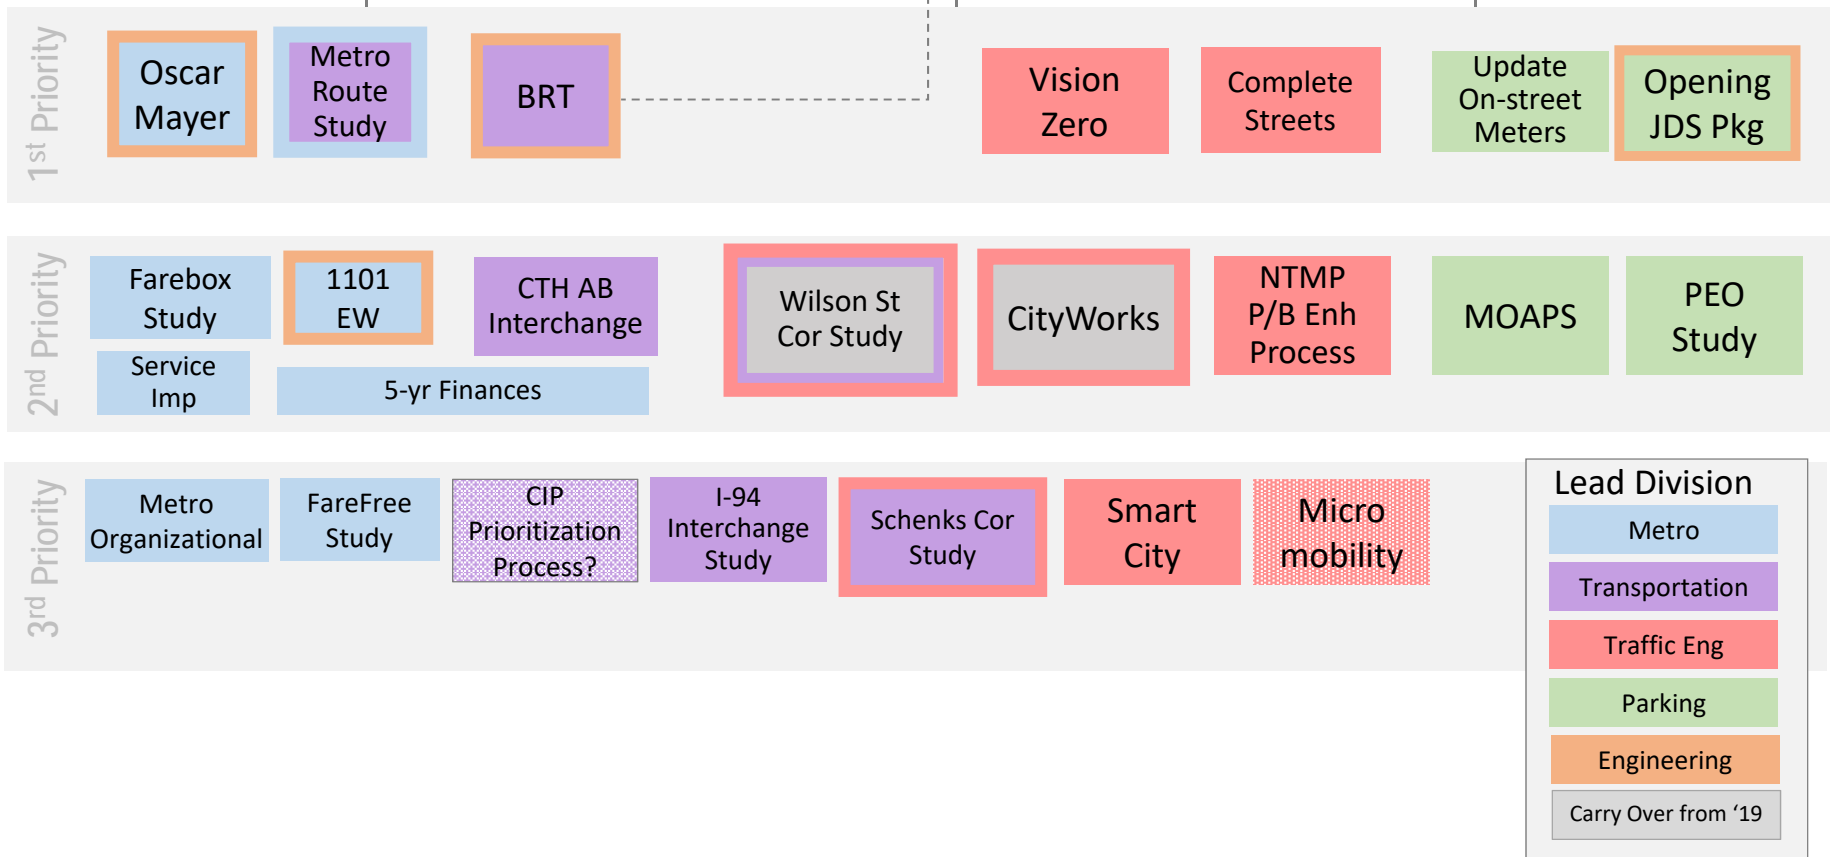 1st Priority
Oscar
Mayer
Metro
Route
Study
BRT
Vision
Zero
Complete
Streets
Update
On-street
Meters
Opening
JDS Pkg
2nd Priority
Farebox
Study
1101
EW
CTH AB
Interchange
Wilson St
Cor Study
CityWorks
NTMP
P/B Enh
Process
MOAPS
PEO
Study
Service
Imp
5-yr Finances
3rd Priority
Metro
Organizational
FareFree
Study
CIP
Prioritization
Process?
I-94
Interchange
Study
Schenks Cor
Study
Smart
City
Micro
mobility
Lead Division
Metro
Transportation
Traffic Eng
Parking
Engineering
Carry Over from ‘19